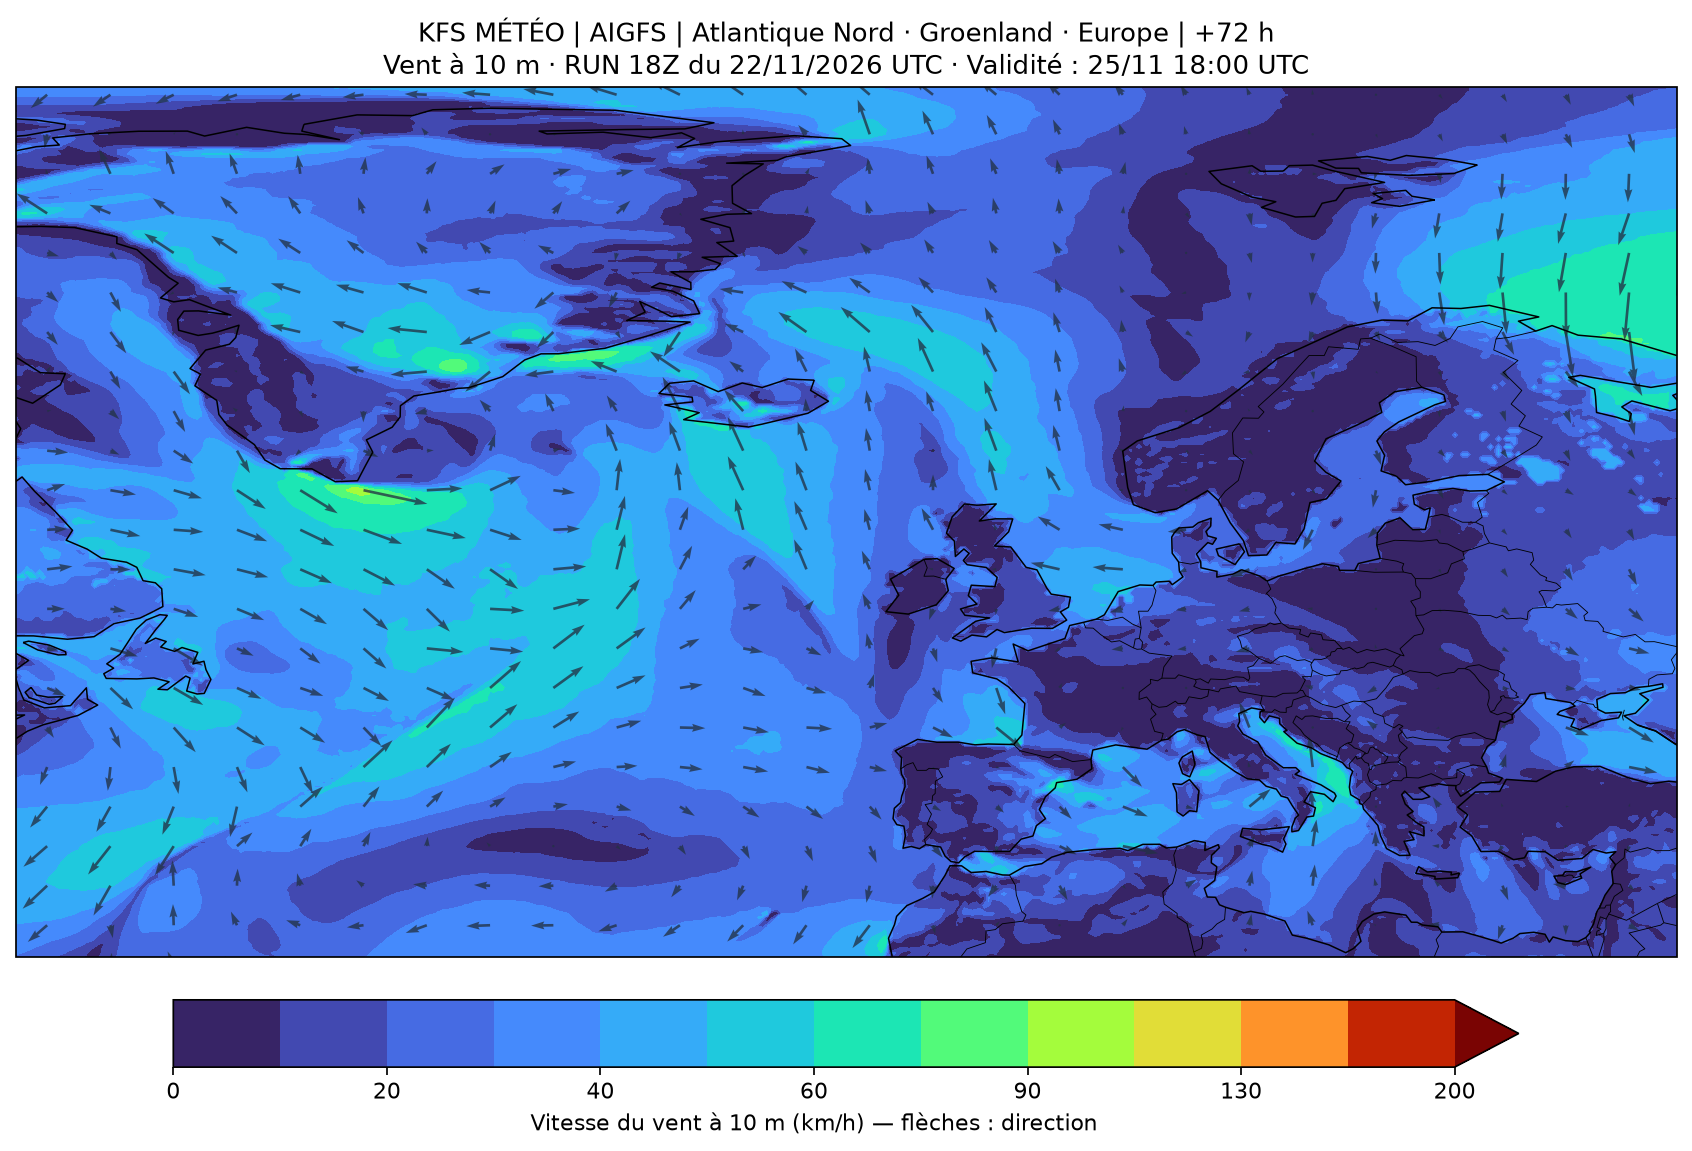 KFS MÉTÉO | AIGFS | Atlantique Nord · Groenland · Europe | +72 h
Vent à 10 m · RUN 18Z du 22/11/2026 UTC · Validité : 25/11 18:00 UTC
0 20 40 60 90 130 200
Vitesse du vent à 10 m (km/h) — flèches : direction